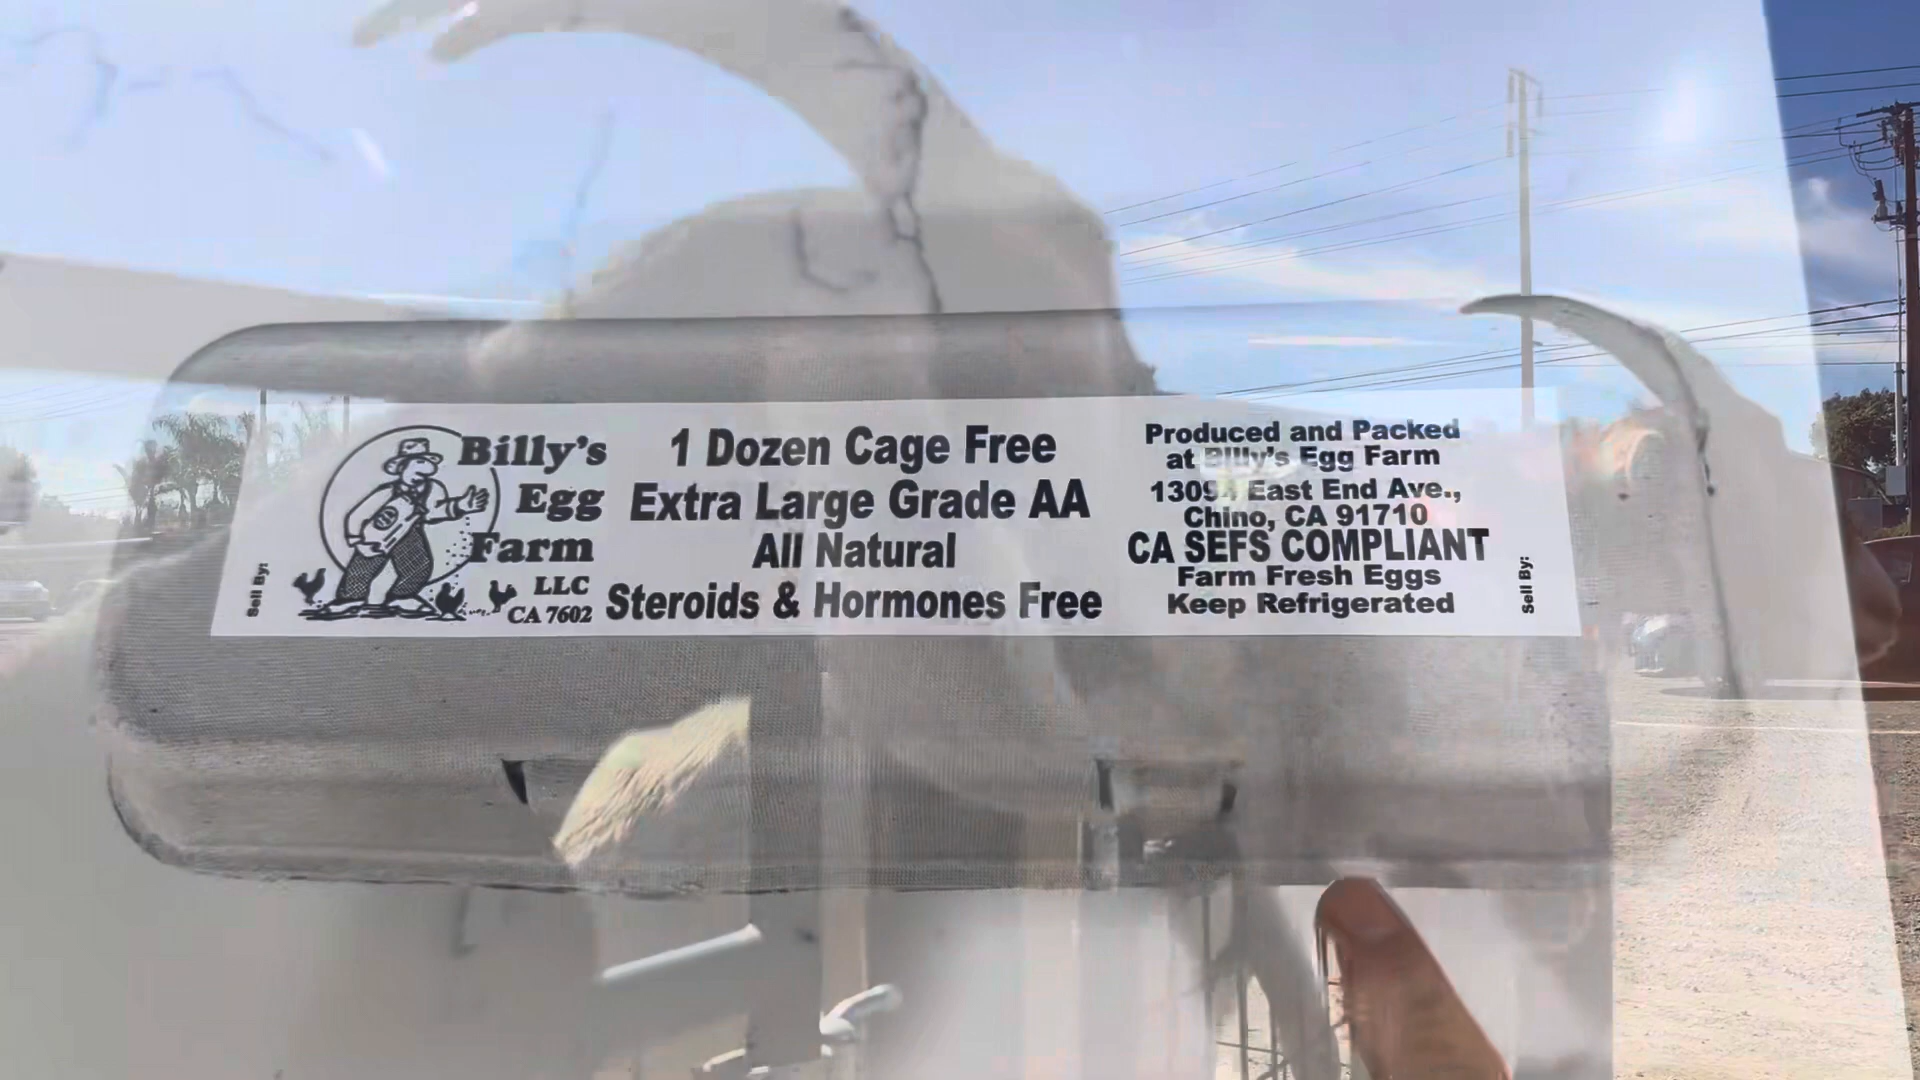 Billy's
Egg
Farm
LLC
CA 7602
Sell By:
1 Dozen Cage Free
Extra Large Grade AA
All Natural
Steroids & Hormones Free
Produced and Packed
at Billy's Egg Farm
13094 East End Ave.,
Chino, CA 91710
CA SEFS COMPLIANT
Farm Fresh Eggs
Keep Refrigerated
Sell By: